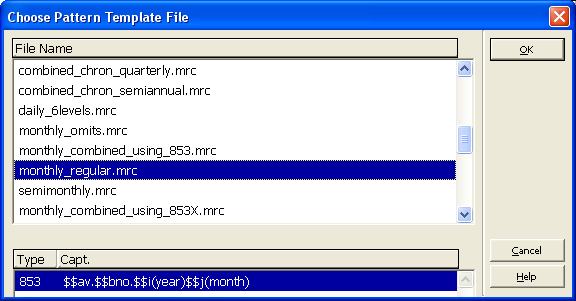 Choose Pattern Template File
File Name
OK
combined_chron_quarterly.mrc
combined_chron_semiannual.mrc
daily_6levels.mrc
monthly_omits.mrc
monthly_combined_using_853.mrc
monthly_regular.mrc
semimonthly.mrc
monthly_combined_using_853X.mrc
Cancel
Type Capt.
Help
853 $$av.$$bno.$$i(year)$$j(month)